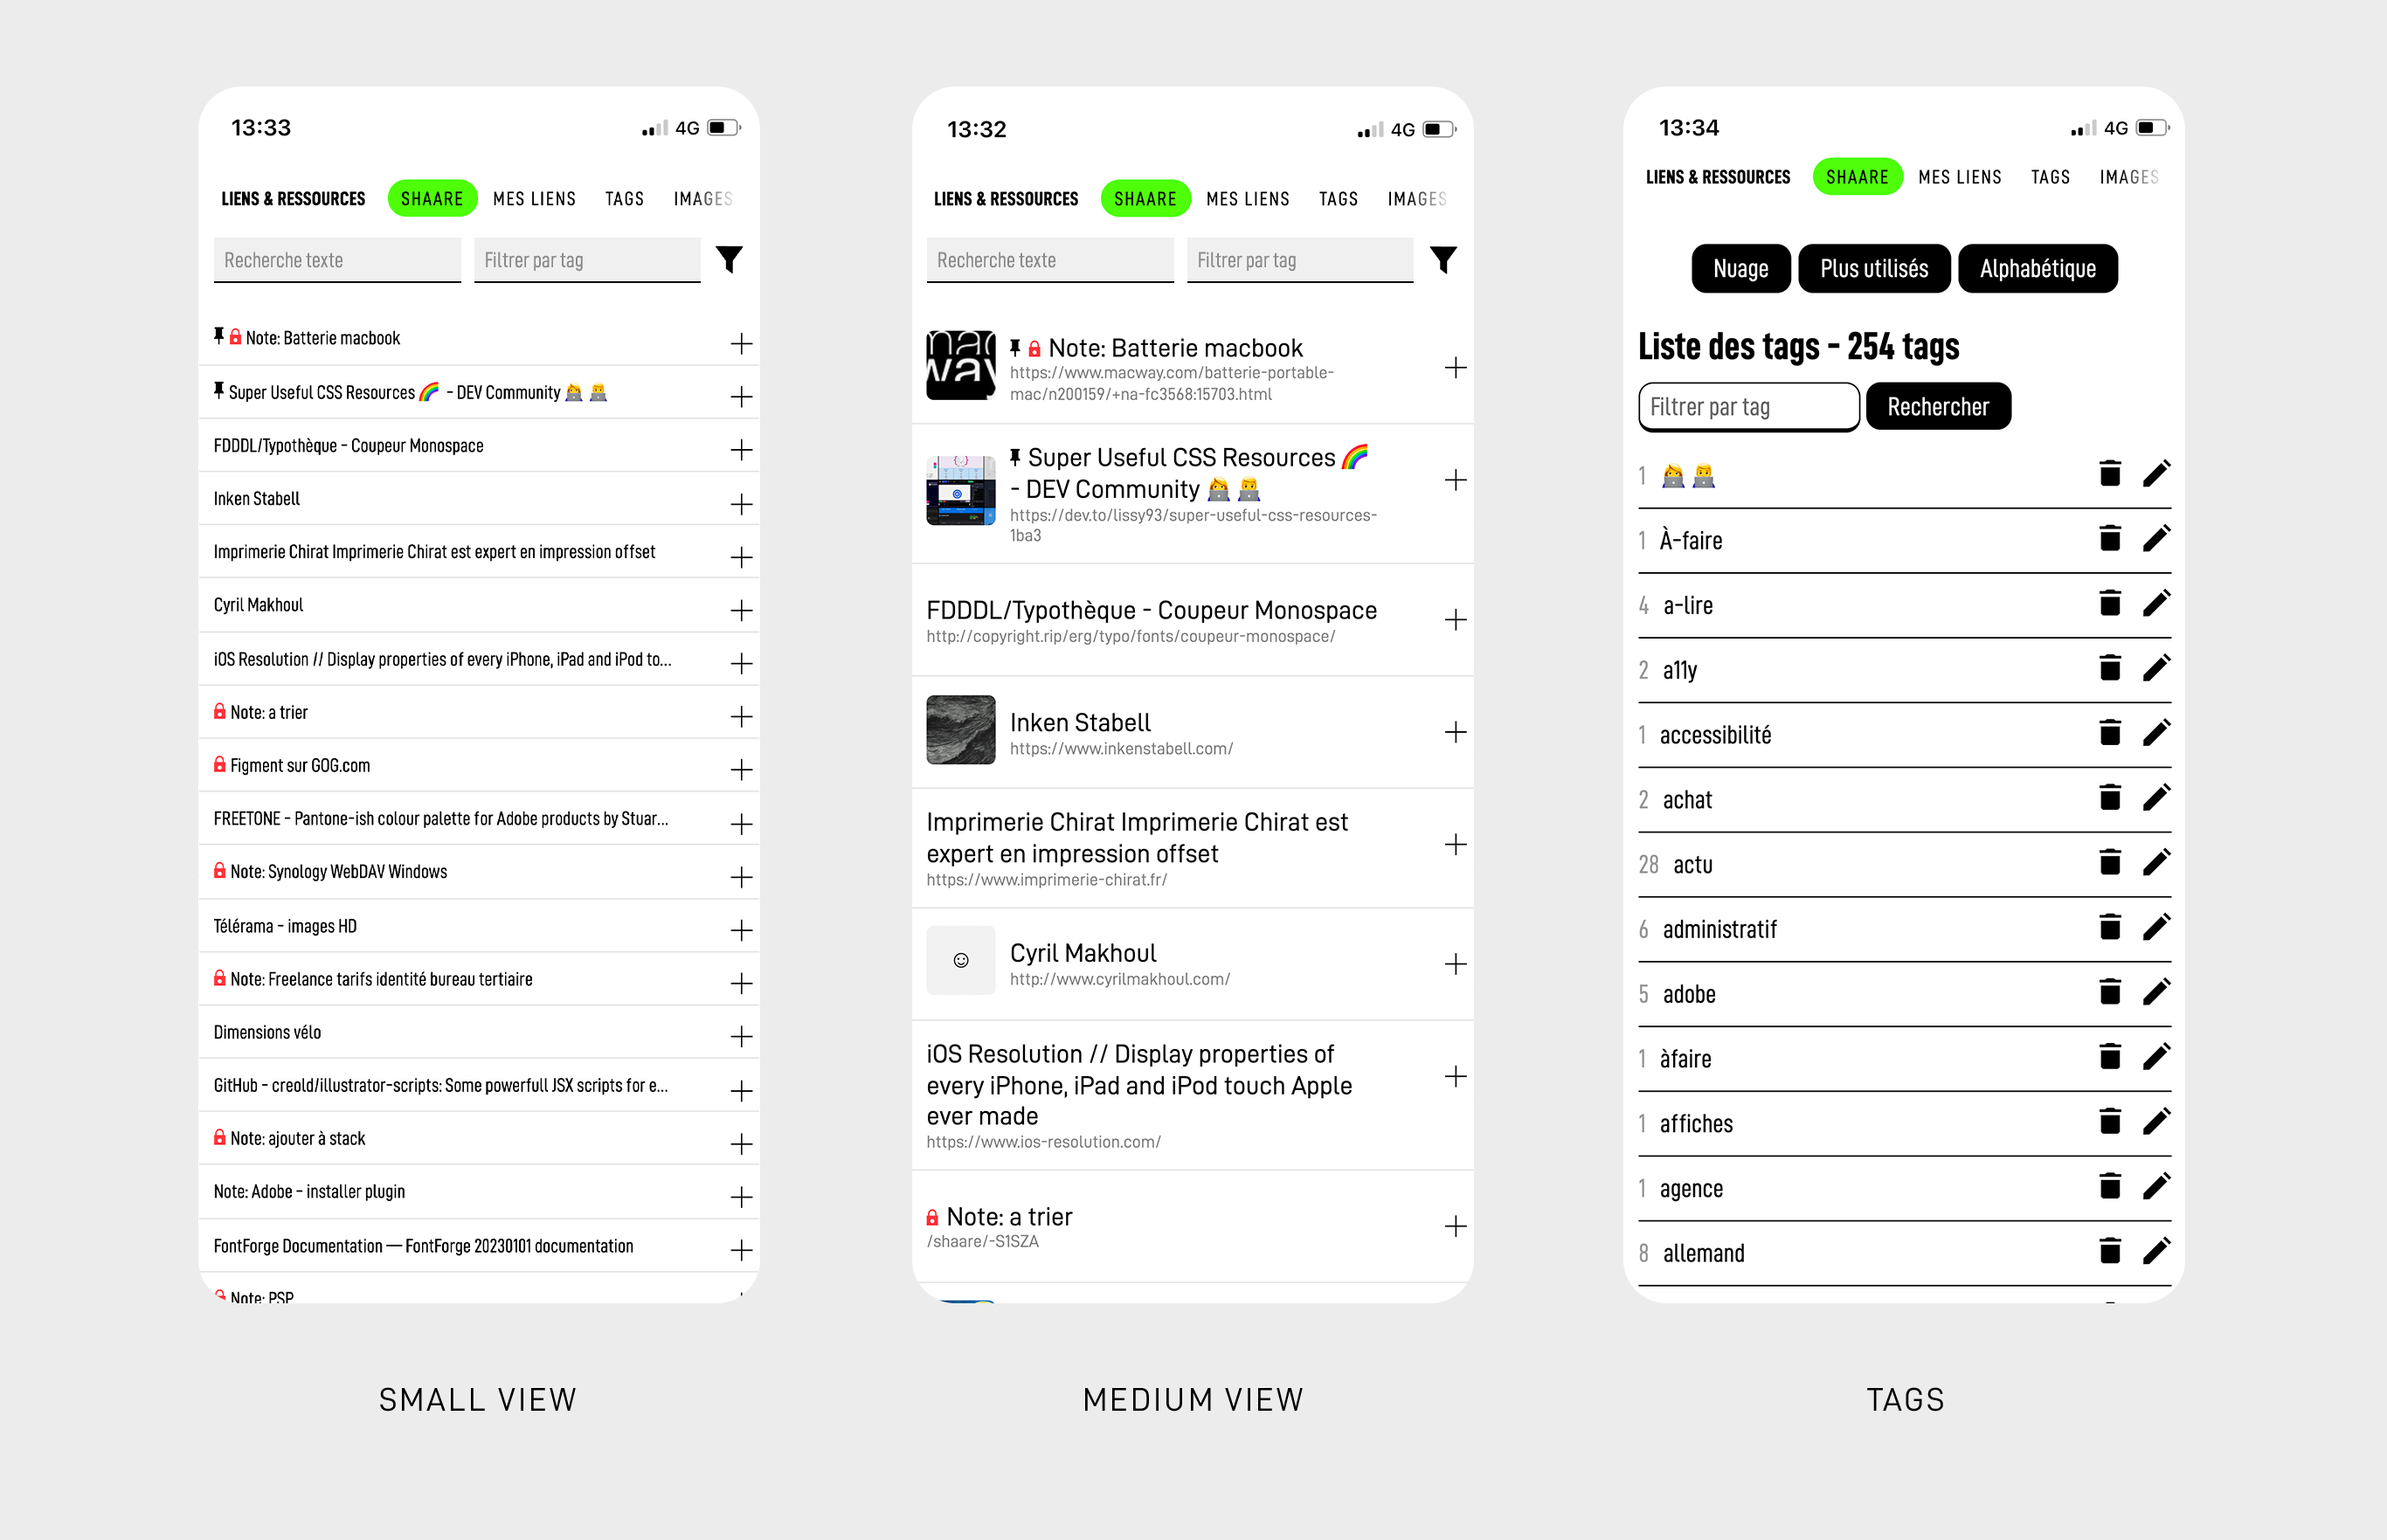 13:33
4G
LIENS & RESSOURCES SHAARE MES LIENS TAGS IMAGES
Recherche texte Filtrer par tag
Note: Batterie macbook
Super Useful CSS Resources 🌈 - DEV Community 👩‍💻 👨‍💻
FDDDL/Typothèque - Coupeur Monospace
Inken Stabell
Imprimerie Chirat Imprimerie Chirat est expert en impression offset
Cyril Makhoul
iOS Resolution // Display properties of every iPhone, iPad and iPod to...
Note: a trier
Figment sur GOG.com
FREETONE - Pantone-ish colour palette for Adobe products by Stuar...
Note: Synology WebDAV Windows
Télérama - images HD
Note: Freelance tarifs identité bureau tertiaire
Dimensions vélo
GitHub - creold/illustrator-scripts: Some powerfull JSX scripts for e...
Note: ajouter à stack
Note: Adobe - installer plugin
FontForge Documentation — FontForge 20230101 documentation
Note: PSP
SMALL VIEW
13:32
4G
LIENS & RESSOURCES SHAARE MES LIENS TAGS IMAGES
Recherche texte Filtrer par tag
Note: Batterie macbook
https://www.macway.com/batterie-portable-
mac/n200159/+na-fc3568:15703.html
Super Useful CSS Resources 🌈
- DEV Community 👩‍💻 👨‍💻
https://dev.to/lissy93/super-useful-css-resources-
1ba3
FDDDL/Typothèque - Coupeur Monospace
http://copyright.rip/erg/typo/fonts/coupeur-monospace/
Inken Stabell
https://www.inkenstabell.com/
Imprimerie Chirat Imprimerie Chirat est
expert en impression offset
https://www.imprimerie-chirat.fr/
Cyril Makhoul
http://www.cyrilmakhoul.com/
iOS Resolution // Display properties of
every iPhone, iPad and iPod touch Apple
ever made
https://www.ios-resolution.com/
Note: a trier
/shaare/-S1SZA
MEDIUM VIEW
13:34
4G
LIENS & RESSOURCES SHAARE MES LIENS TAGS IMAGES
Nuage Plus utilisés Alphabétique
Liste des tags - 254 tags
Filtrer par tag Rechercher
1 👩‍💻 👨‍💻
1 À-faire
4 a-lire
2 a11y
1 accessibilité
2 achat
28 actu
6 administratif
5 adobe
1 àfaire
1 affiches
1 agence
8 allemand
TAGS